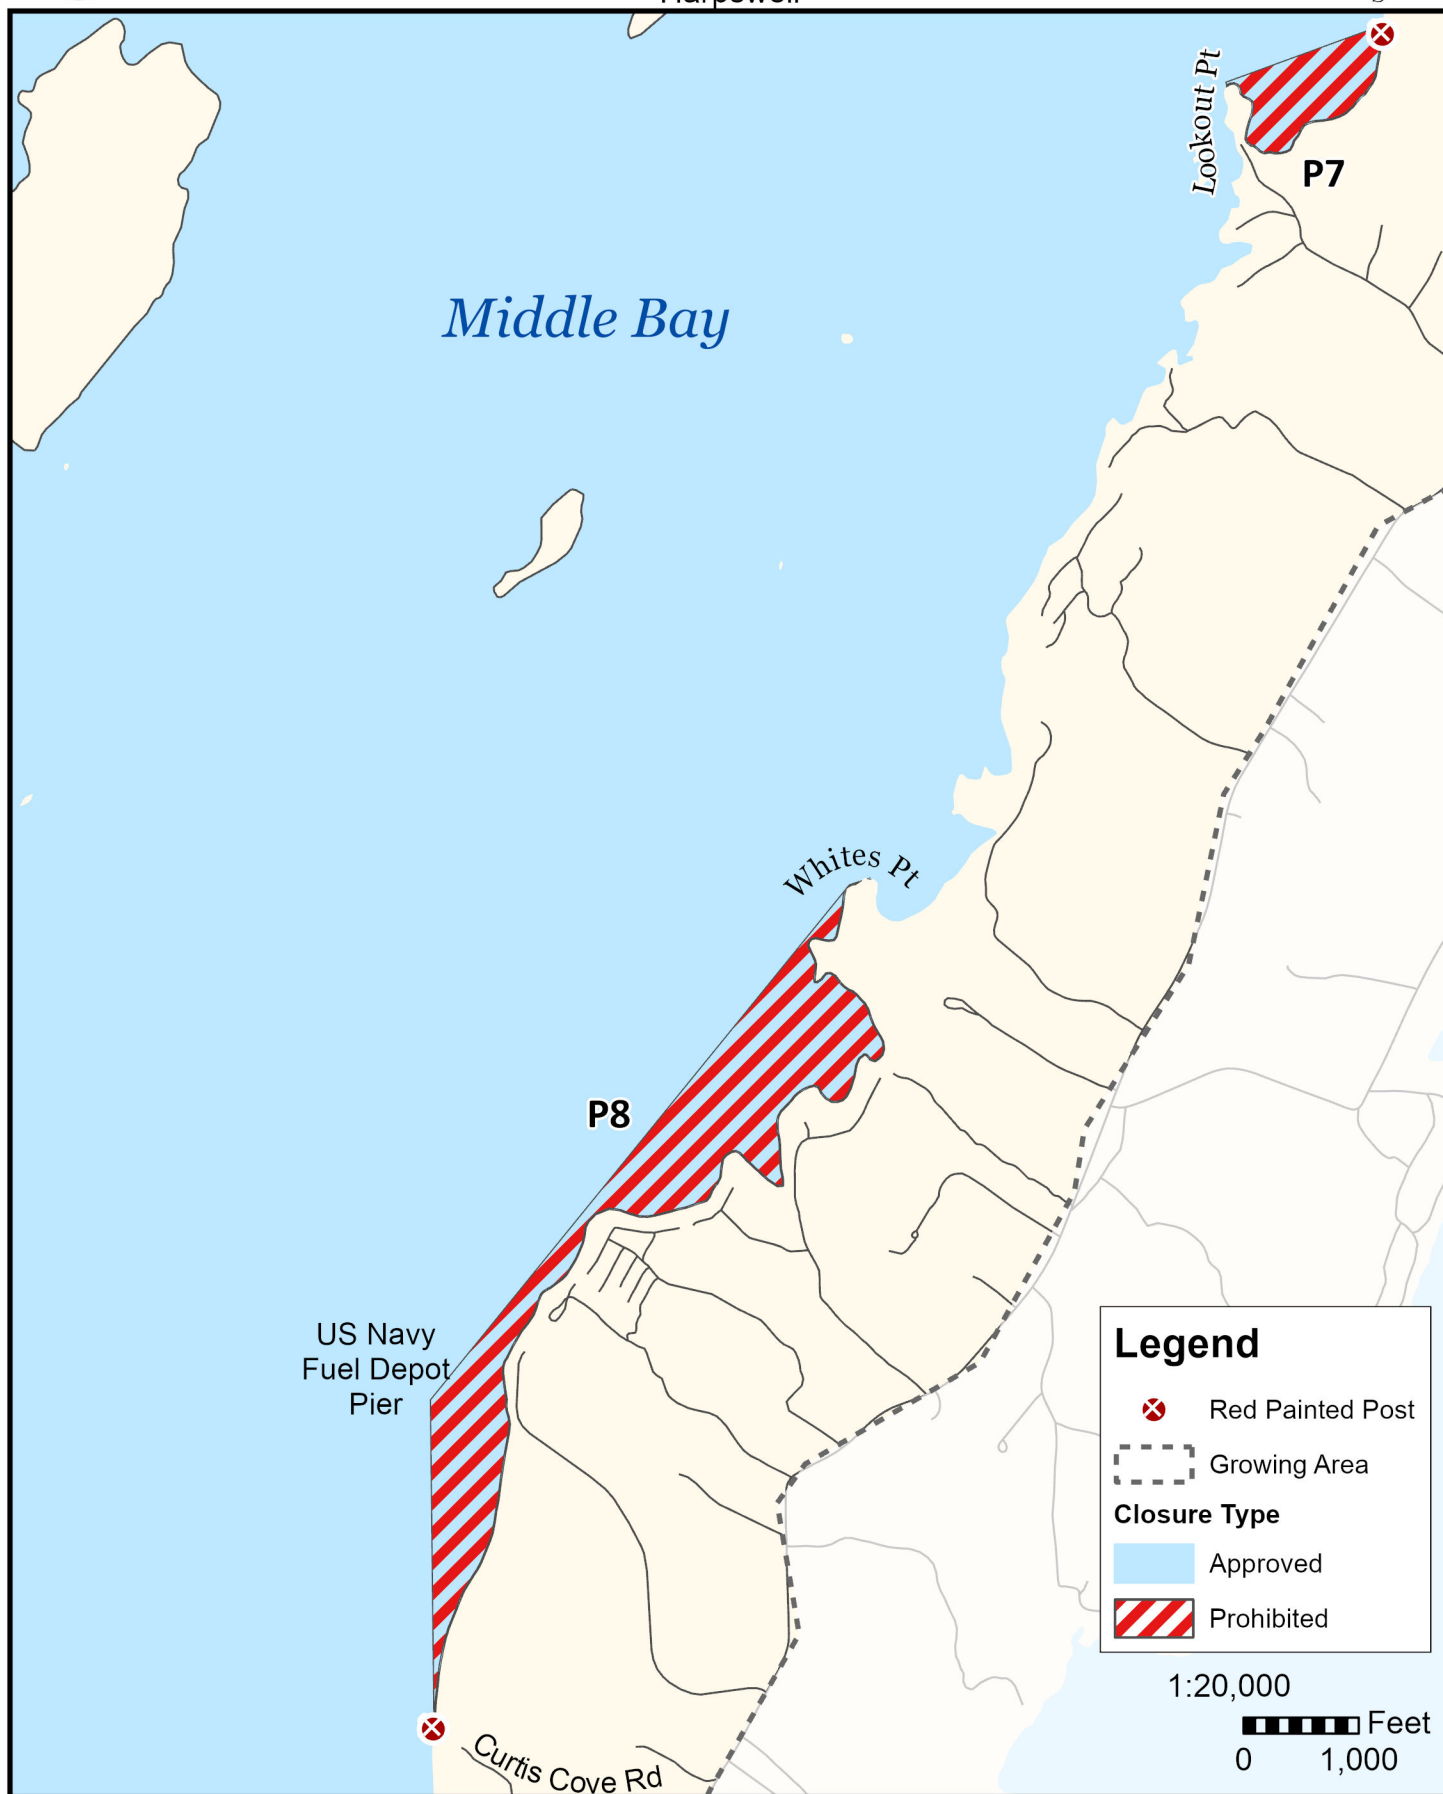 Lookout Pt
P7
Middle Bay
Whites Pt
P8
US Navy
Fuel Depot
Pier
Legend
Red Painted Post
Growing Area
Closure Type
Approved
Prohibited
1:20,000
Feet
0 1,000
Curtis Cove Rd